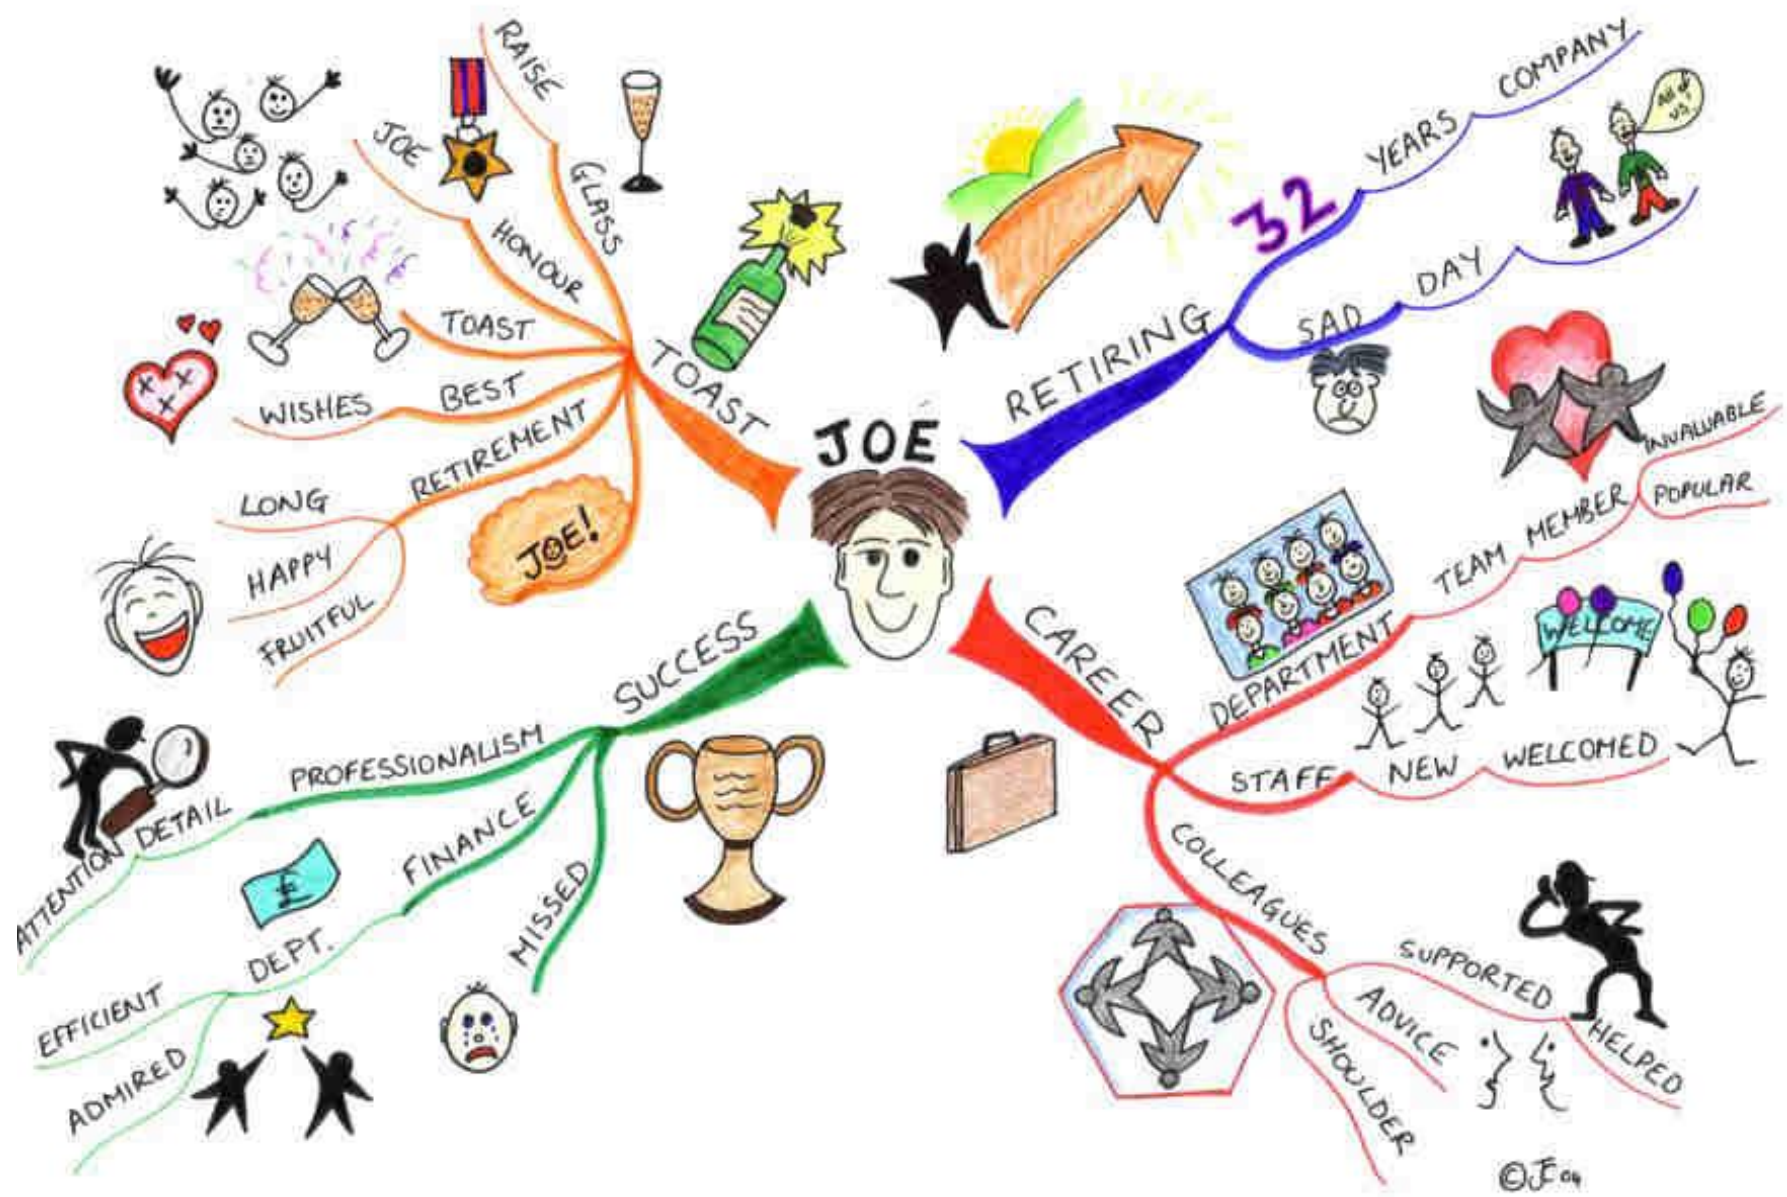 JOE
RETIRING
32
YEARS
COMPANY
SAD
DAY
All of us!
CAREER
DEPARTMENT
TEAM
MEMBER
INVALUABLE
POPULAR
STAFF
NEW
WELCOMED
WELCOME
COLLEAGUES
SUPPORTED
HELPED
ADVICE
SHOULDER
SUCCESS
PROFESSIONALISM
DETAIL
ATTENTION
FINANCE
£
DEPT.
EFFICIENT
ADMIRED
MISSED
TOAST
RAISE
GLASS
JOE
HONOUR
TOAST
BEST
WISHES
RETIREMENT
LONG
HAPPY
FRUITFUL
JOE!
© JC 04